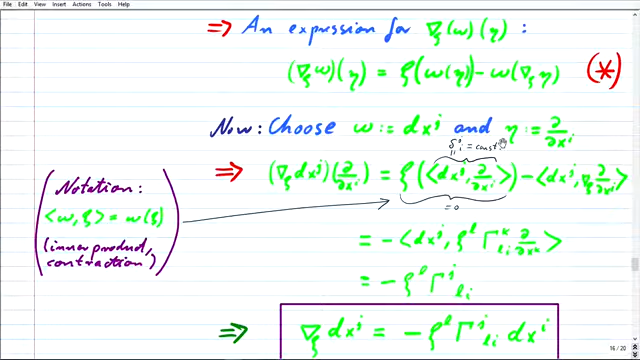 File Edit View Insert Actions Tools Help
⇒ An expression for ∇_ξ(ω)(η):
(∇_ξ ω)(η) = ξ(ω(η)) - ω(∇_ξ η) (*)
Now: Choose ω := dx^j and η := ∂/∂x^i
δ^j_i = const
⇒ (∇_ξ dx^j)(∂/∂x^i) = ξ(<dx^j, ∂/∂x^i>) - <dx^j, ∇_ξ ∂/∂x^i>
= 0
(Notation:
<ω, ξ> = ω(ξ)
(inner product,
contraction))
= - <dx^j, ξ^l Γ^k_{li} ∂/∂x^k>
= - ξ^l Γ^j_{li}
⇒ ∇_ξ dx^j = - ξ^l Γ^j_{li} dx^i
16 / 20